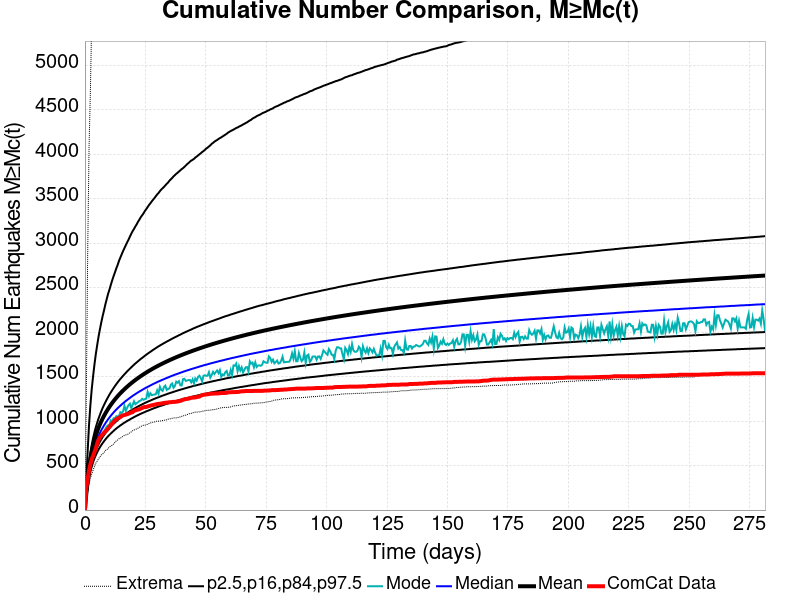 Cumulative Number Comparison, M≥Mc(t)
Cumulative Num Earthquakes M≥Mc(t)
5000
4500
4000
3500
3000
2500
2000
1500
1000
500
0
0 25 50 75 100 125 150 175 200 225 250 275
Time (days)
Extrema p2.5,p16,p84,p97.5 Mode Median Mean ComCat Data